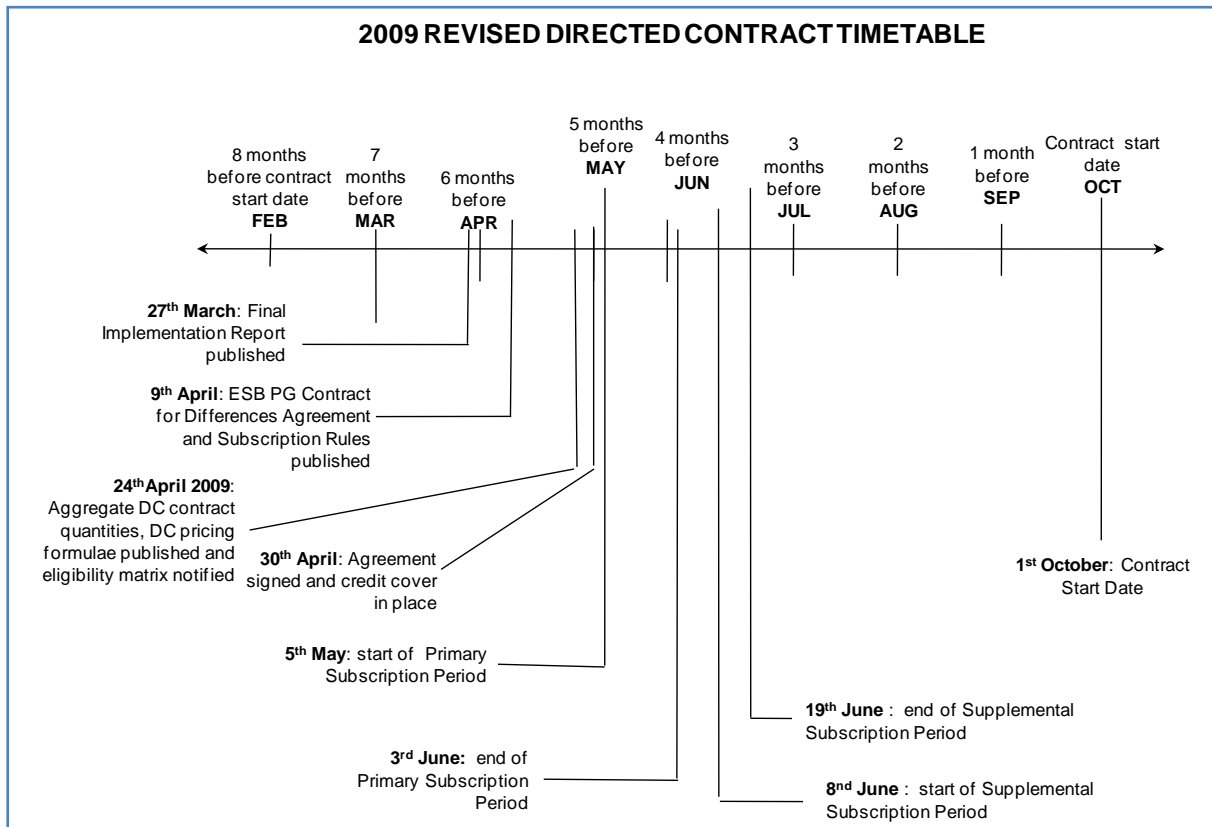 2009 REVISED DIRECTED CONTRACT TIMETABLE
8 months
before contract
start date
FEB
7
months
before
MAR
6 months
before
APR
5 months
before
MAY
4 months
before
JUN
3
months
before
JUL
2
months
before
AUG
1 month
before
SEP
Contract start
date
OCT
27th March: Final
Implementation Report
published
9th April: ESB PG Contract
for Differences Agreement
and Subscription Rules
published
24th April 2009:
Aggregate DC contract
quantities, DC pricing
formulae published and
eligibility matrix notified
30th April: Agreement
signed and credit cover
in place
1st October: Contract
Start Date
5th May: start of Primary
Subscription Period
19th June : end of Supplemental
Subscription Period
3rd June: end of
Primary Subscription
Period
8nd June : start of Supplemental
Subscription Period